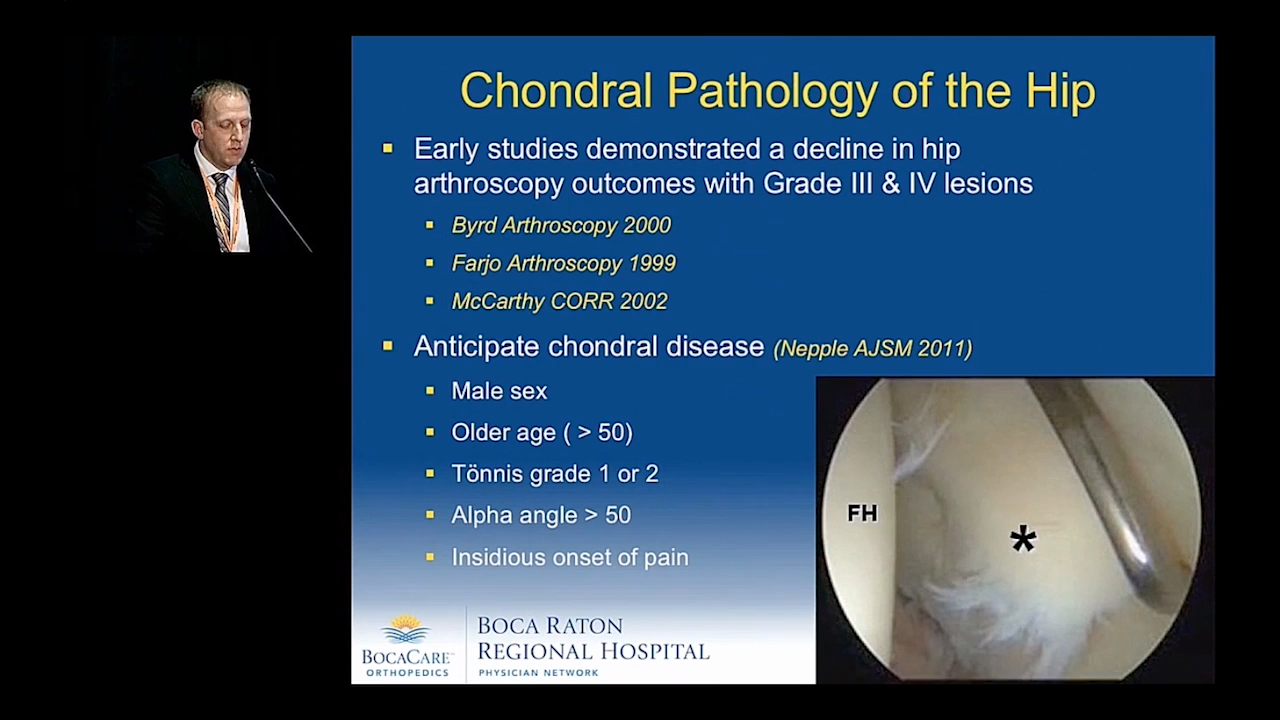 Chondral Pathology of the Hip
Early studies demonstrated a decline in hip
arthroscopy outcomes with Grade III & IV lesions
Byrd Arthroscopy 2000
Farjo Arthroscopy 1999
McCarthy CORR 2002
Anticipate chondral disease (Nepple AJSM 2011)
Male sex
Older age ( > 50)
Tönnis grade 1 or 2
Alpha angle > 50
Insidious onset of pain
FH
*
BOCACARE™
ORTHOPEDICS
BOCA RATON
REGIONAL HOSPITAL
PHYSICIAN NETWORK